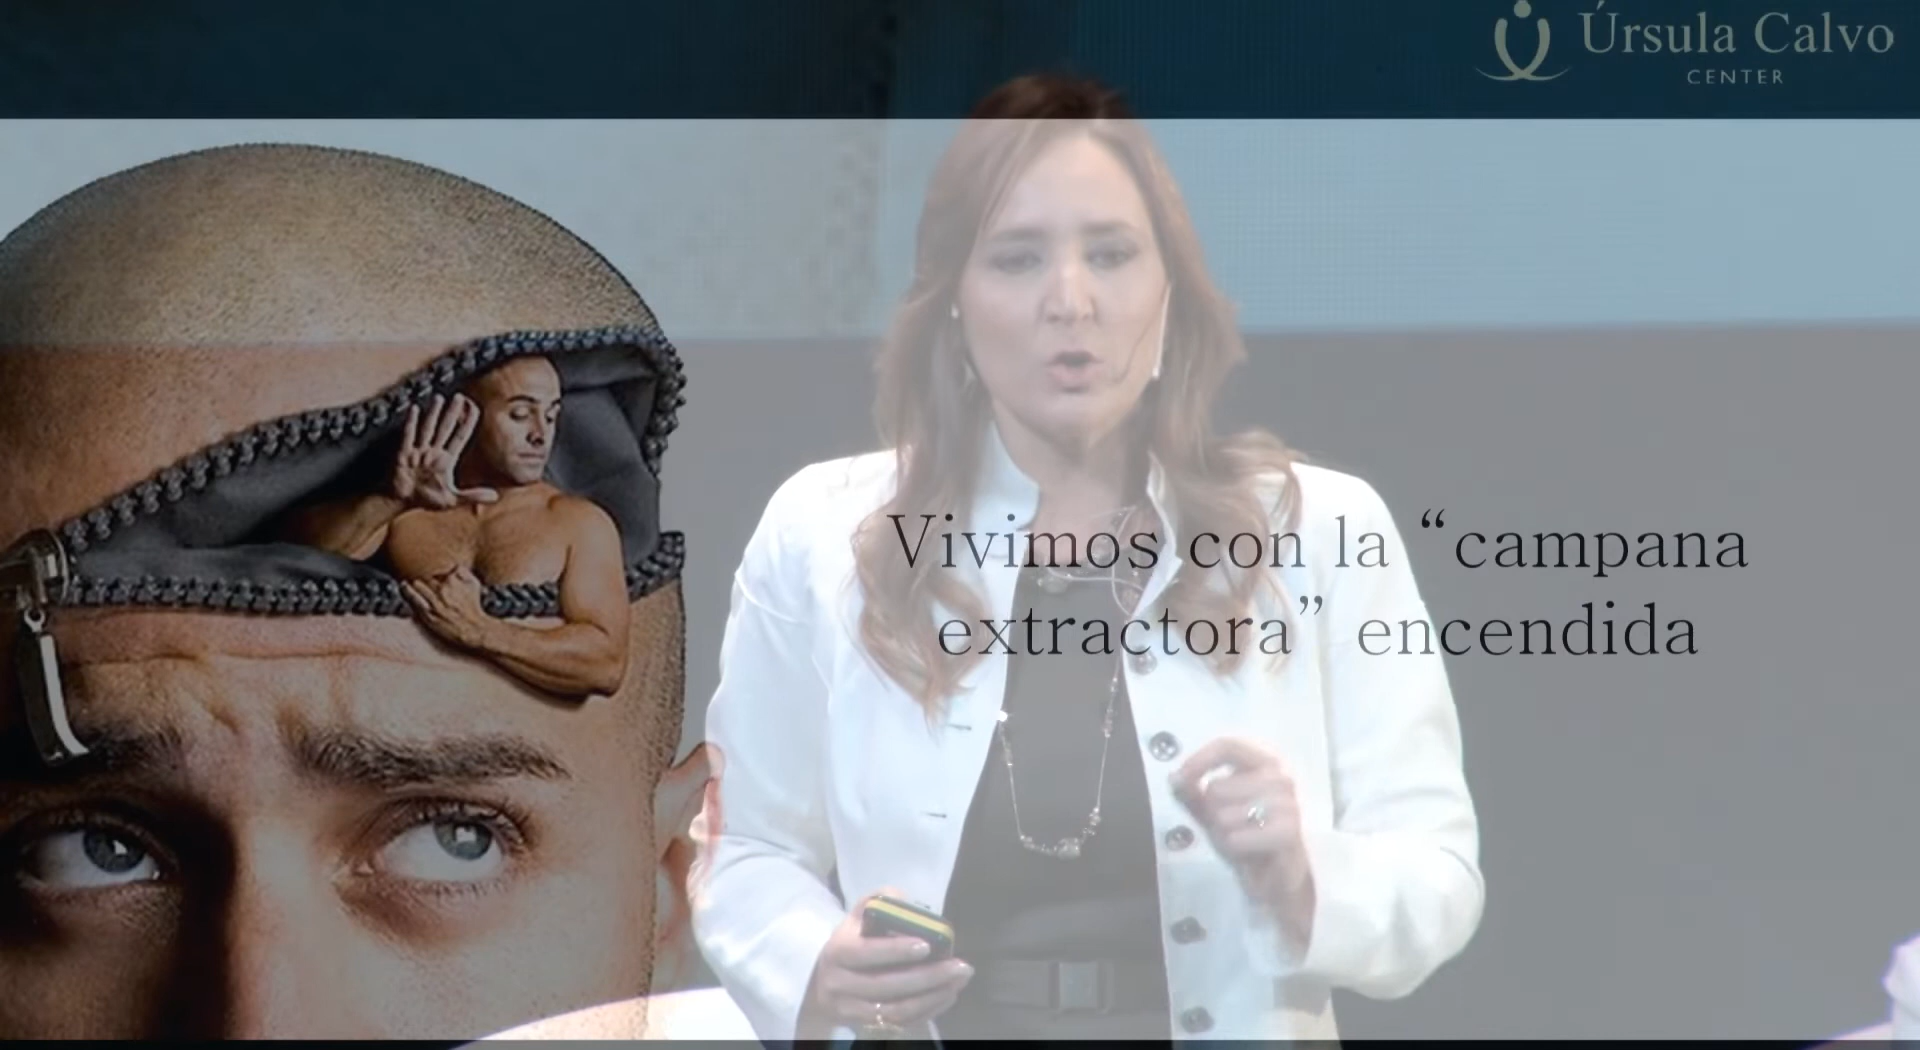 Úrsula Calvo
CENTER
Vivimos con la “campana
extractora” encendida